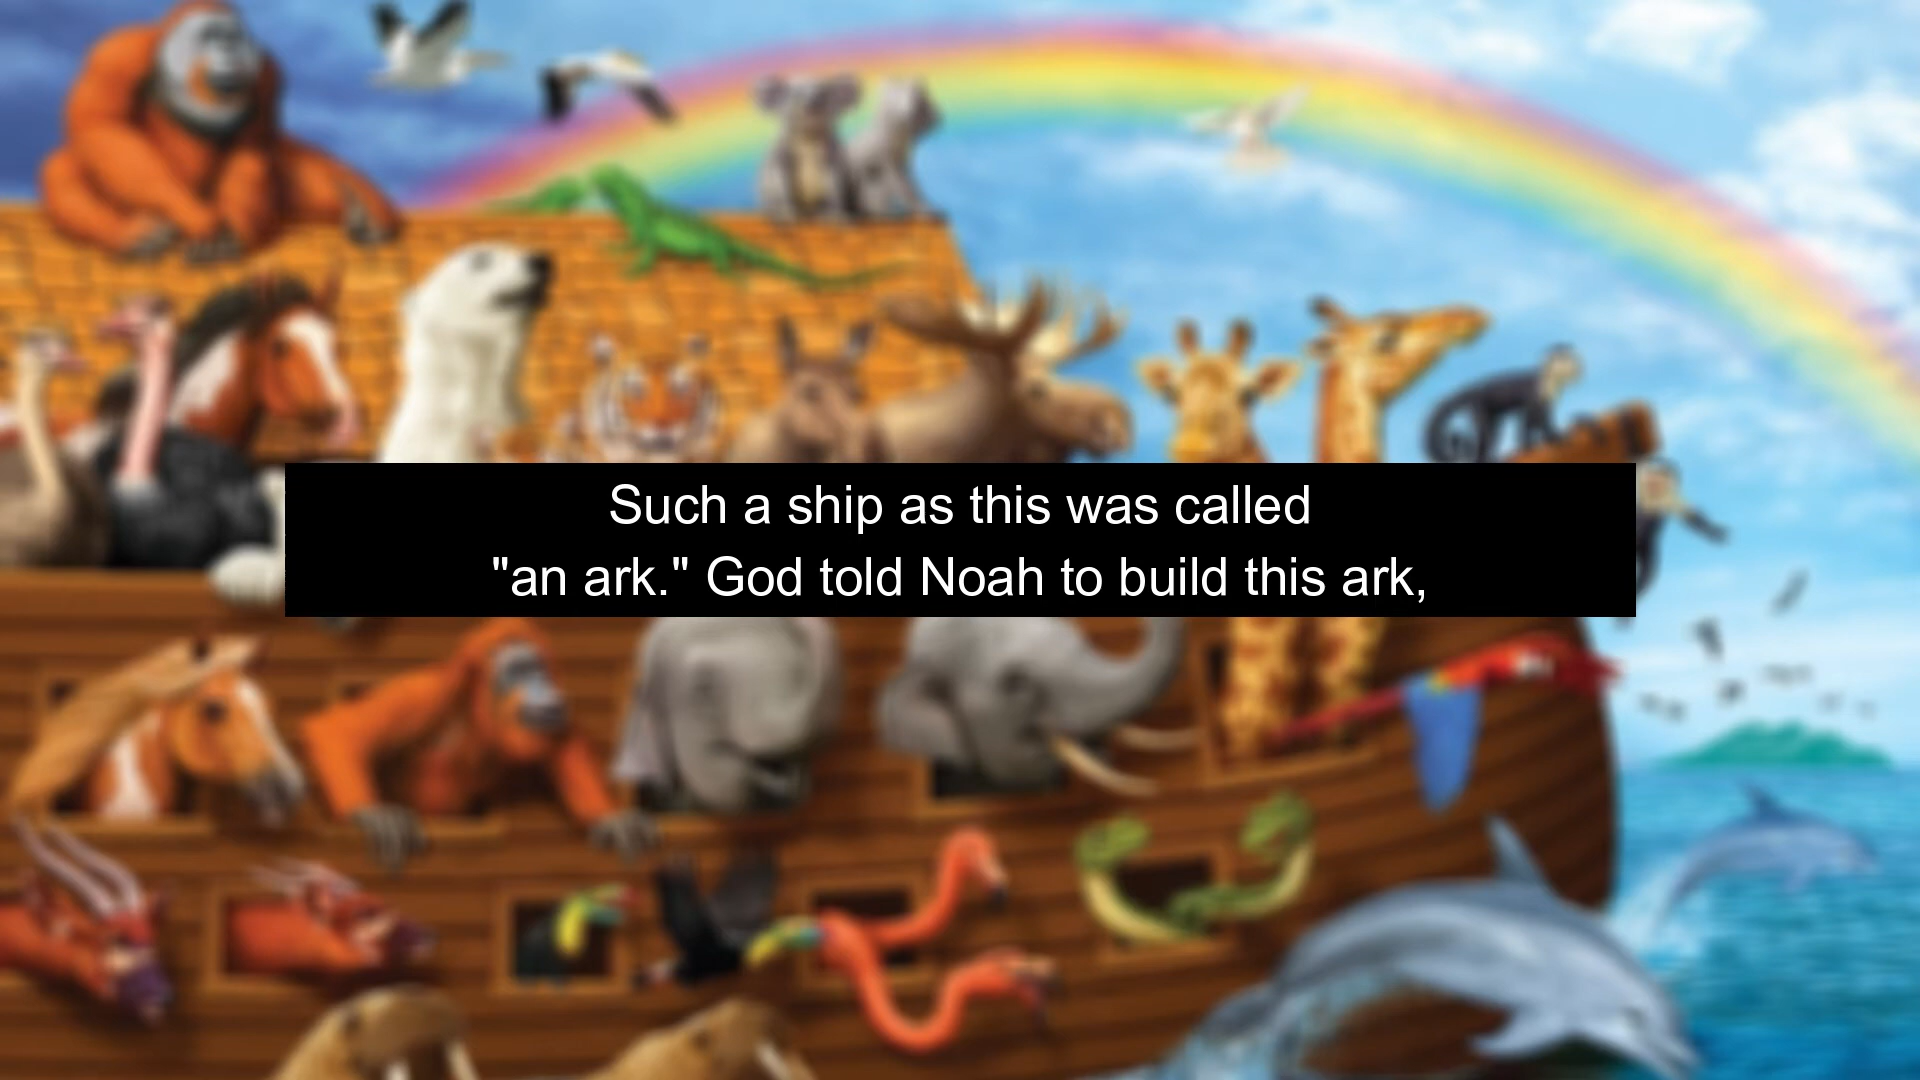 Such a ship as this was called
"an ark." God told Noah to build this ark,